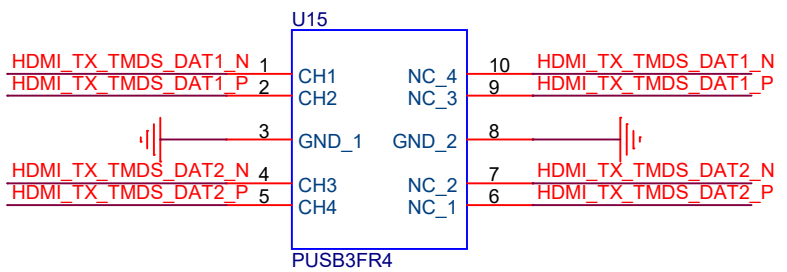 U15
HDMI_TX_TMDS_DAT1_N 1 CH1 NC_4 10 HDMI_TX_TMDS_DAT1_N
HDMI_TX_TMDS_DAT1_P 2 CH2 NC_3 9 HDMI_TX_TMDS_DAT1_P
3 GND_1 GND_2 8
HDMI_TX_TMDS_DAT2_N 4 CH3 NC_2 7 HDMI_TX_TMDS_DAT2_N
HDMI_TX_TMDS_DAT2_P 5 CH4 NC_1 6 HDMI_TX_TMDS_DAT2_P
PUSB3FR4